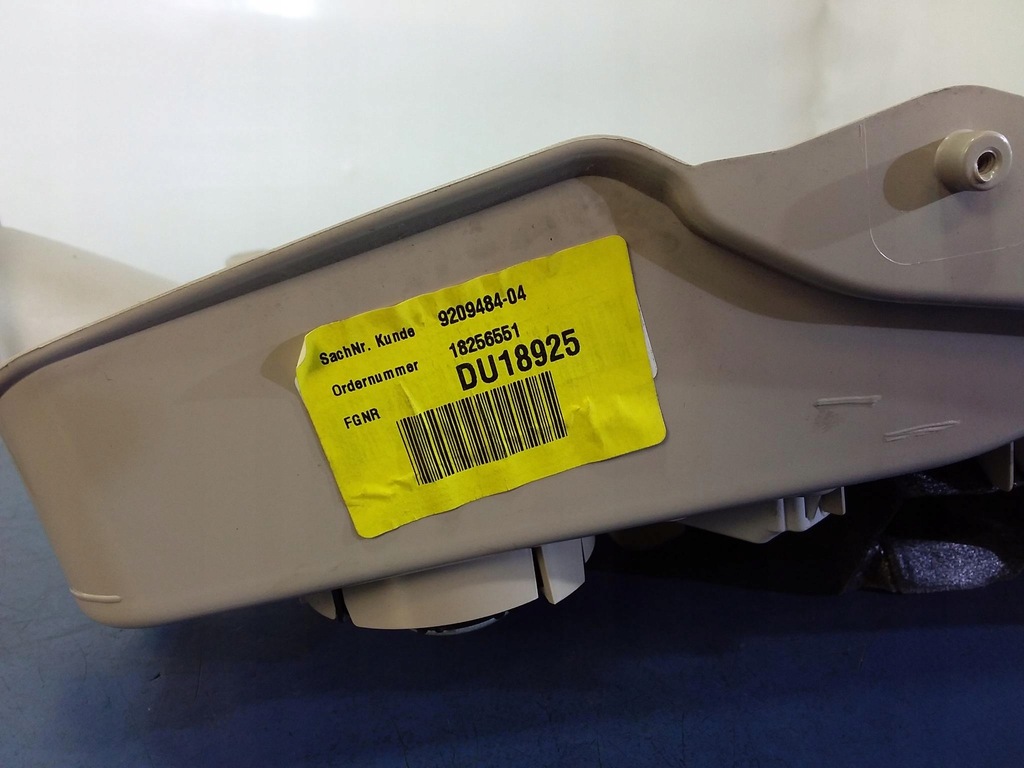 SachNr. Kunde 9209484-04
Ordernummer 18256551
FGNR DU18925